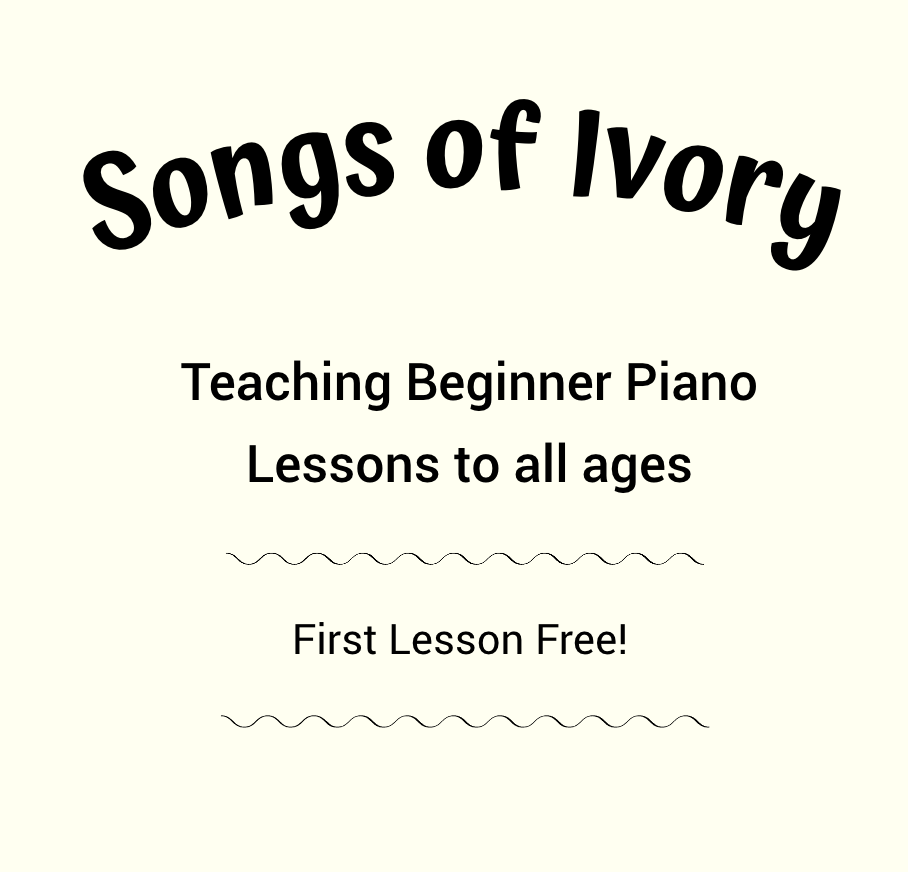 Songs of Ivory
Teaching Beginner Piano
Lessons to all ages
First Lesson Free!